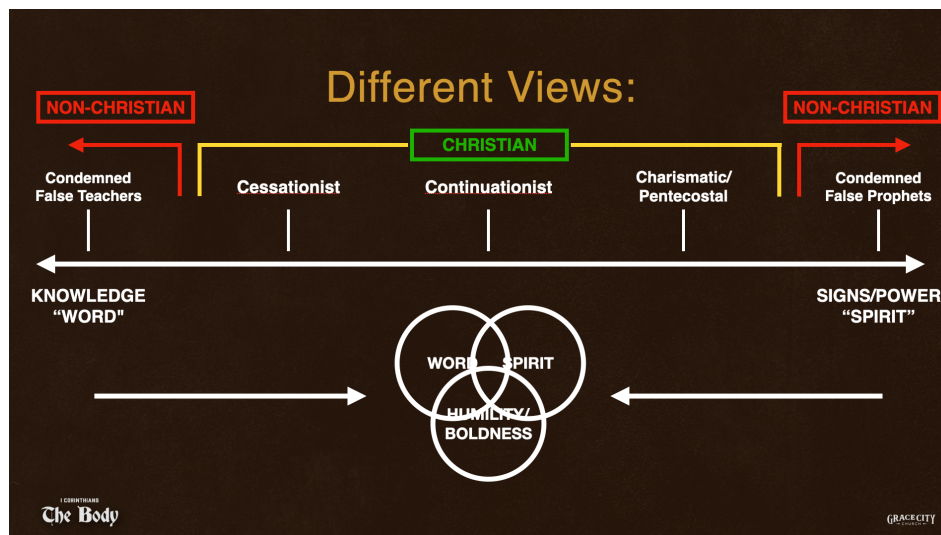 Different Views:
NON-CHRISTIAN
NON-CHRISTIAN
CHRISTIAN
Condemned
False Teachers
Cessationist
Continuationist
Charismatic/
Pentecostal
Condemned
False Prophets
KNOWLEDGE
“WORD"
SIGNS/POWER
“SPIRIT”
WORD
SPIRIT
HUMILITY/
BOLDNESS
I CORINTHIANS
The Body
GRACE CITY
CHURCH